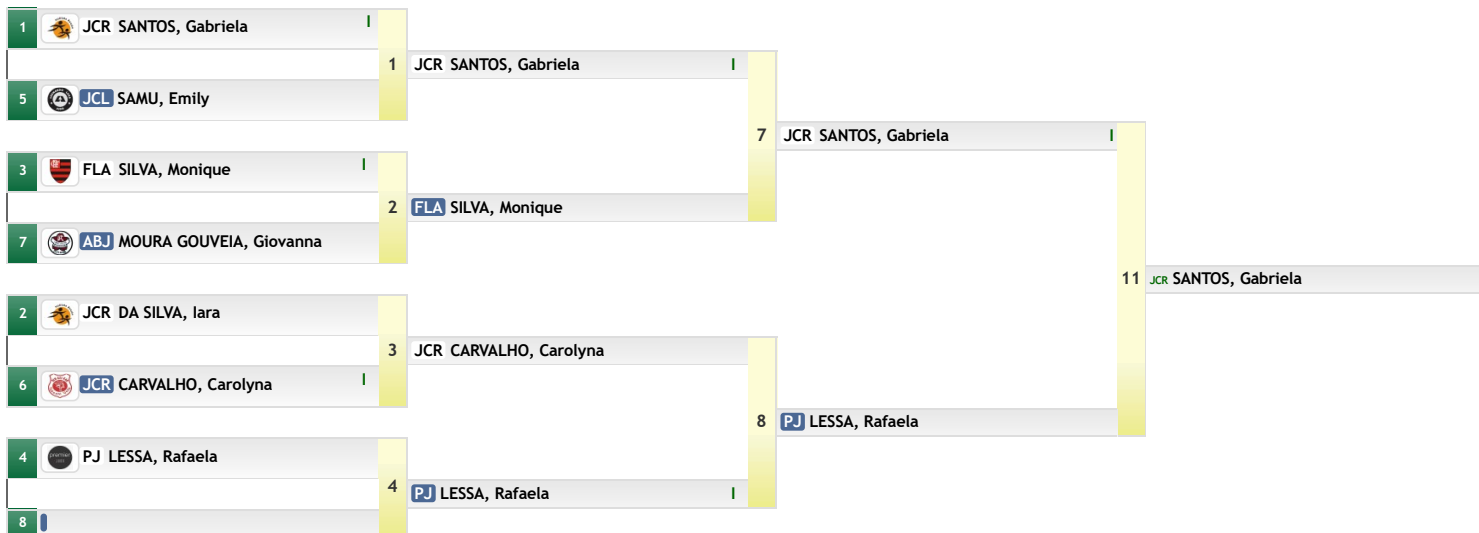 1 JCR SANTOS, Gabriela I
5 JCL SAMU, Emily
1 JCR SANTOS, Gabriela I
3 FLA SILVA, Monique I
7 ABJ MOURA GOUVEIA, Giovanna
2 FLA SILVA, Monique
7 JCR SANTOS, Gabriela I
2 JCR DA SILVA, Iara
6 JCR CARVALHO, Carolyna I
3 JCR CARVALHO, Carolyna
4 PJ LESSA, Rafaela
8
4 PJ LESSA, Rafaela I
8 PJ LESSA, Rafaela
11 JCR SANTOS, Gabriela